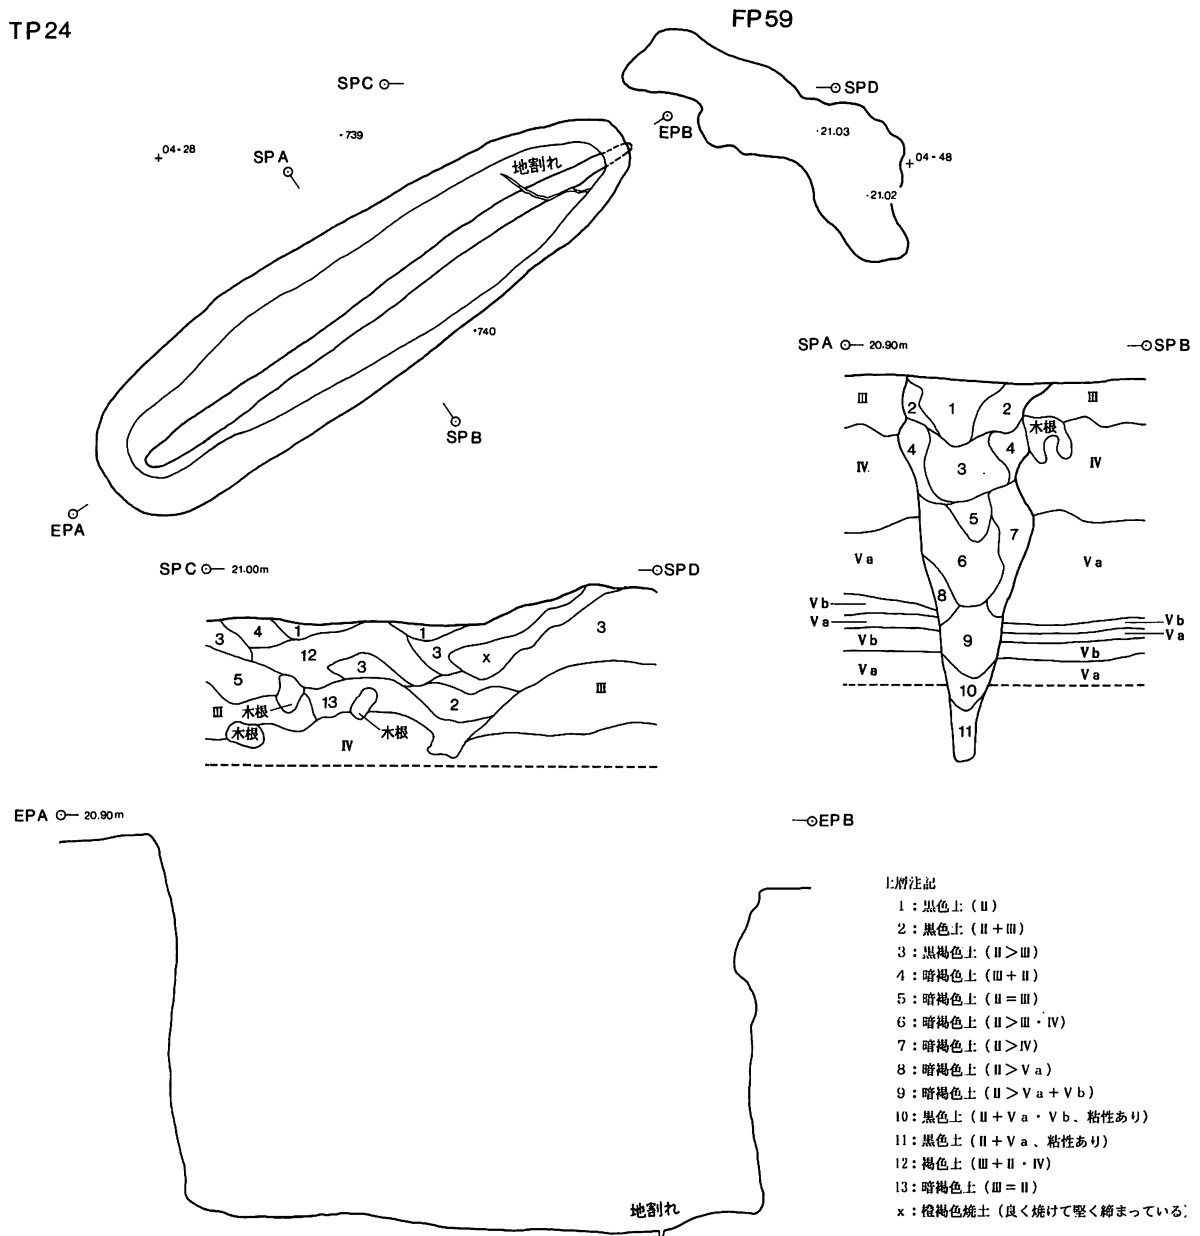 TP24
FP59
SPC
SPD
EPB
・739
・21.03
+04-28
SPA
地割れ
+04-48
・21.02
・740
SPB
EPA
SPA 20.90m SPB
Ⅲ 2 1 2 Ⅲ
木根
4 3 4
Ⅳ Ⅳ
5 7
Ⅴa 6 Ⅴa
8
Ⅴb Ⅴb
Ⅴa Ⅴa
Ⅴb 9 Ⅴb
Ⅴa Ⅴa
10
11
SPC 21.00m SPD
3 4 1 1 3
12 3 3 x
5 Ⅲ
Ⅲ 木根 13 2
木根 木根
Ⅳ
EPA 20.90m EPB
地割れ
土層注記
1：黒色土（Ⅱ）
2：黒色土（Ⅱ＋Ⅲ）
3：黒褐色土（Ⅱ＞Ⅲ）
4：暗褐色土（Ⅲ＋Ⅱ）
5：暗褐色土（Ⅱ＝Ⅲ）
6：暗褐色土（Ⅱ＞Ⅲ・Ⅳ）
7：暗褐色土（Ⅱ＞Ⅳ）
8：暗褐色土（Ⅱ＞Ⅴa）
9：暗褐色土（Ⅱ＞Ⅴa＋Ⅴb）
10：黒色土（Ⅱ＋Ⅴa・Ⅴb、粘性あり）
11：黒色土（Ⅱ＋Ⅴa、粘性あり）
12：褐色土（Ⅲ＋Ⅱ・Ⅳ）
13：暗褐色土（Ⅲ＝Ⅱ）
x：橙褐色焼土（良く焼けて堅く締まっている）